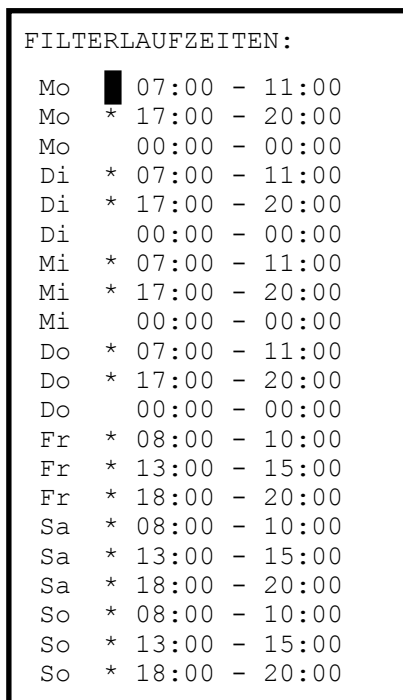 FILTERLAUFZEITEN:
Mo █ 07:00 - 11:00
Mo * 17:00 - 20:00
Mo 00:00 - 00:00
Di * 07:00 - 11:00
Di * 17:00 - 20:00
Di 00:00 - 00:00
Mi * 07:00 - 11:00
Mi * 17:00 - 20:00
Mi 00:00 - 00:00
Do * 07:00 - 11:00
Do * 17:00 - 20:00
Do 00:00 - 00:00
Fr * 08:00 - 10:00
Fr * 13:00 - 15:00
Fr * 18:00 - 20:00
Sa * 08:00 - 10:00
Sa * 13:00 - 15:00
Sa * 18:00 - 20:00
So * 08:00 - 10:00
So * 13:00 - 15:00
So * 18:00 - 20:00